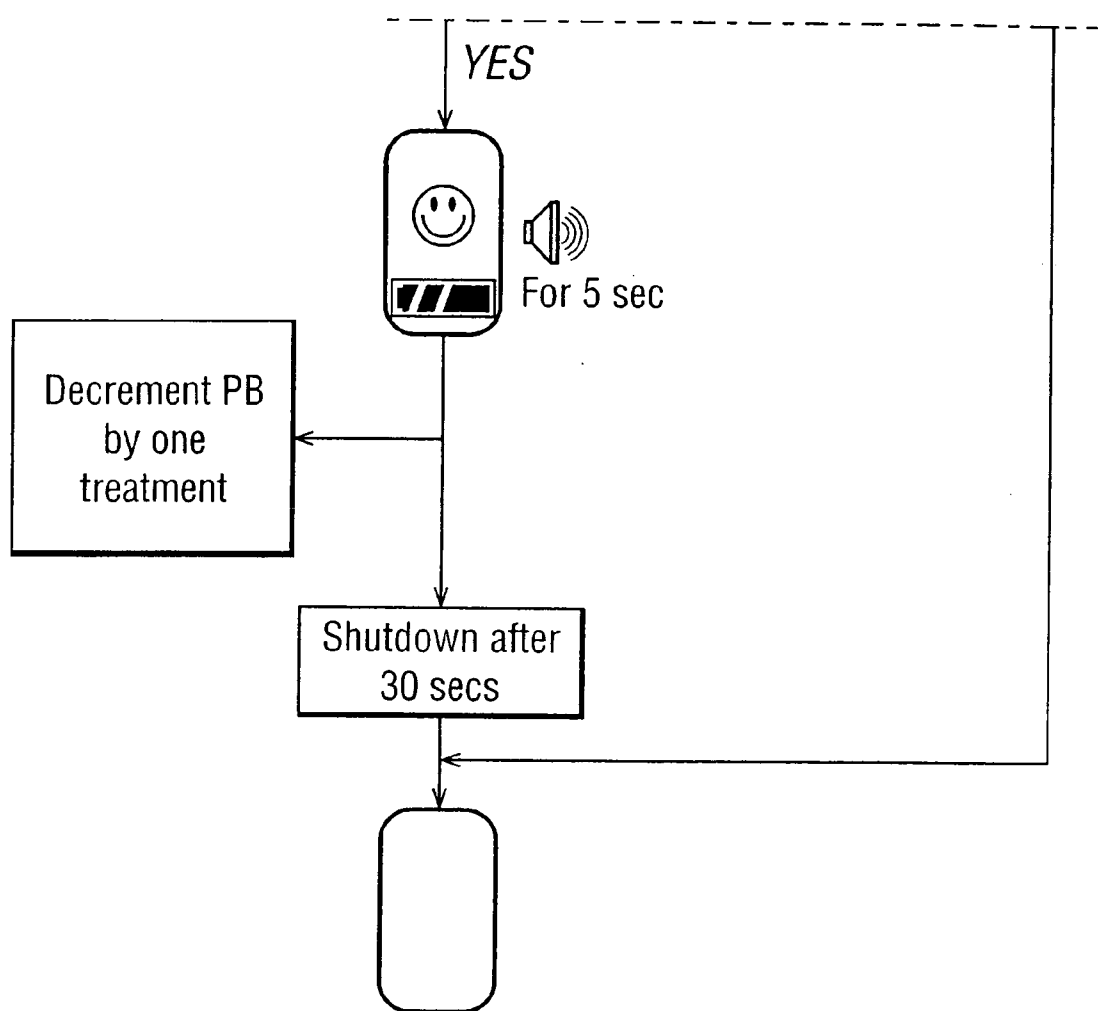 YES
For 5 sec
Decrement PB
by one
treatment
Shutdown after
30 secs